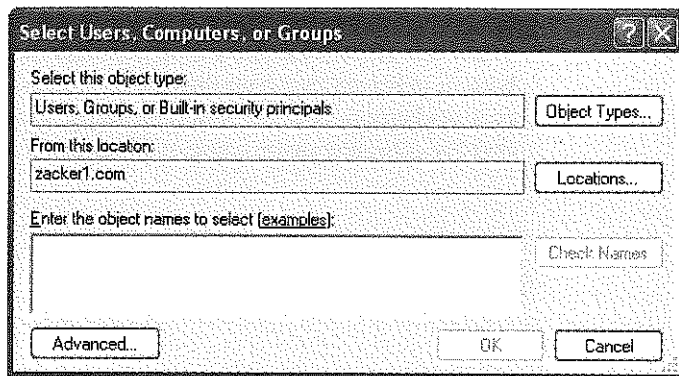 Select Users, Computers, or Groups
Select this object type:
Users, Groups, or Built-in security principals
Object Types...
From this location:
zacker1.com
Locations...
Enter the object names to select (examples):
Check Names
Advanced...
OK
Cancel